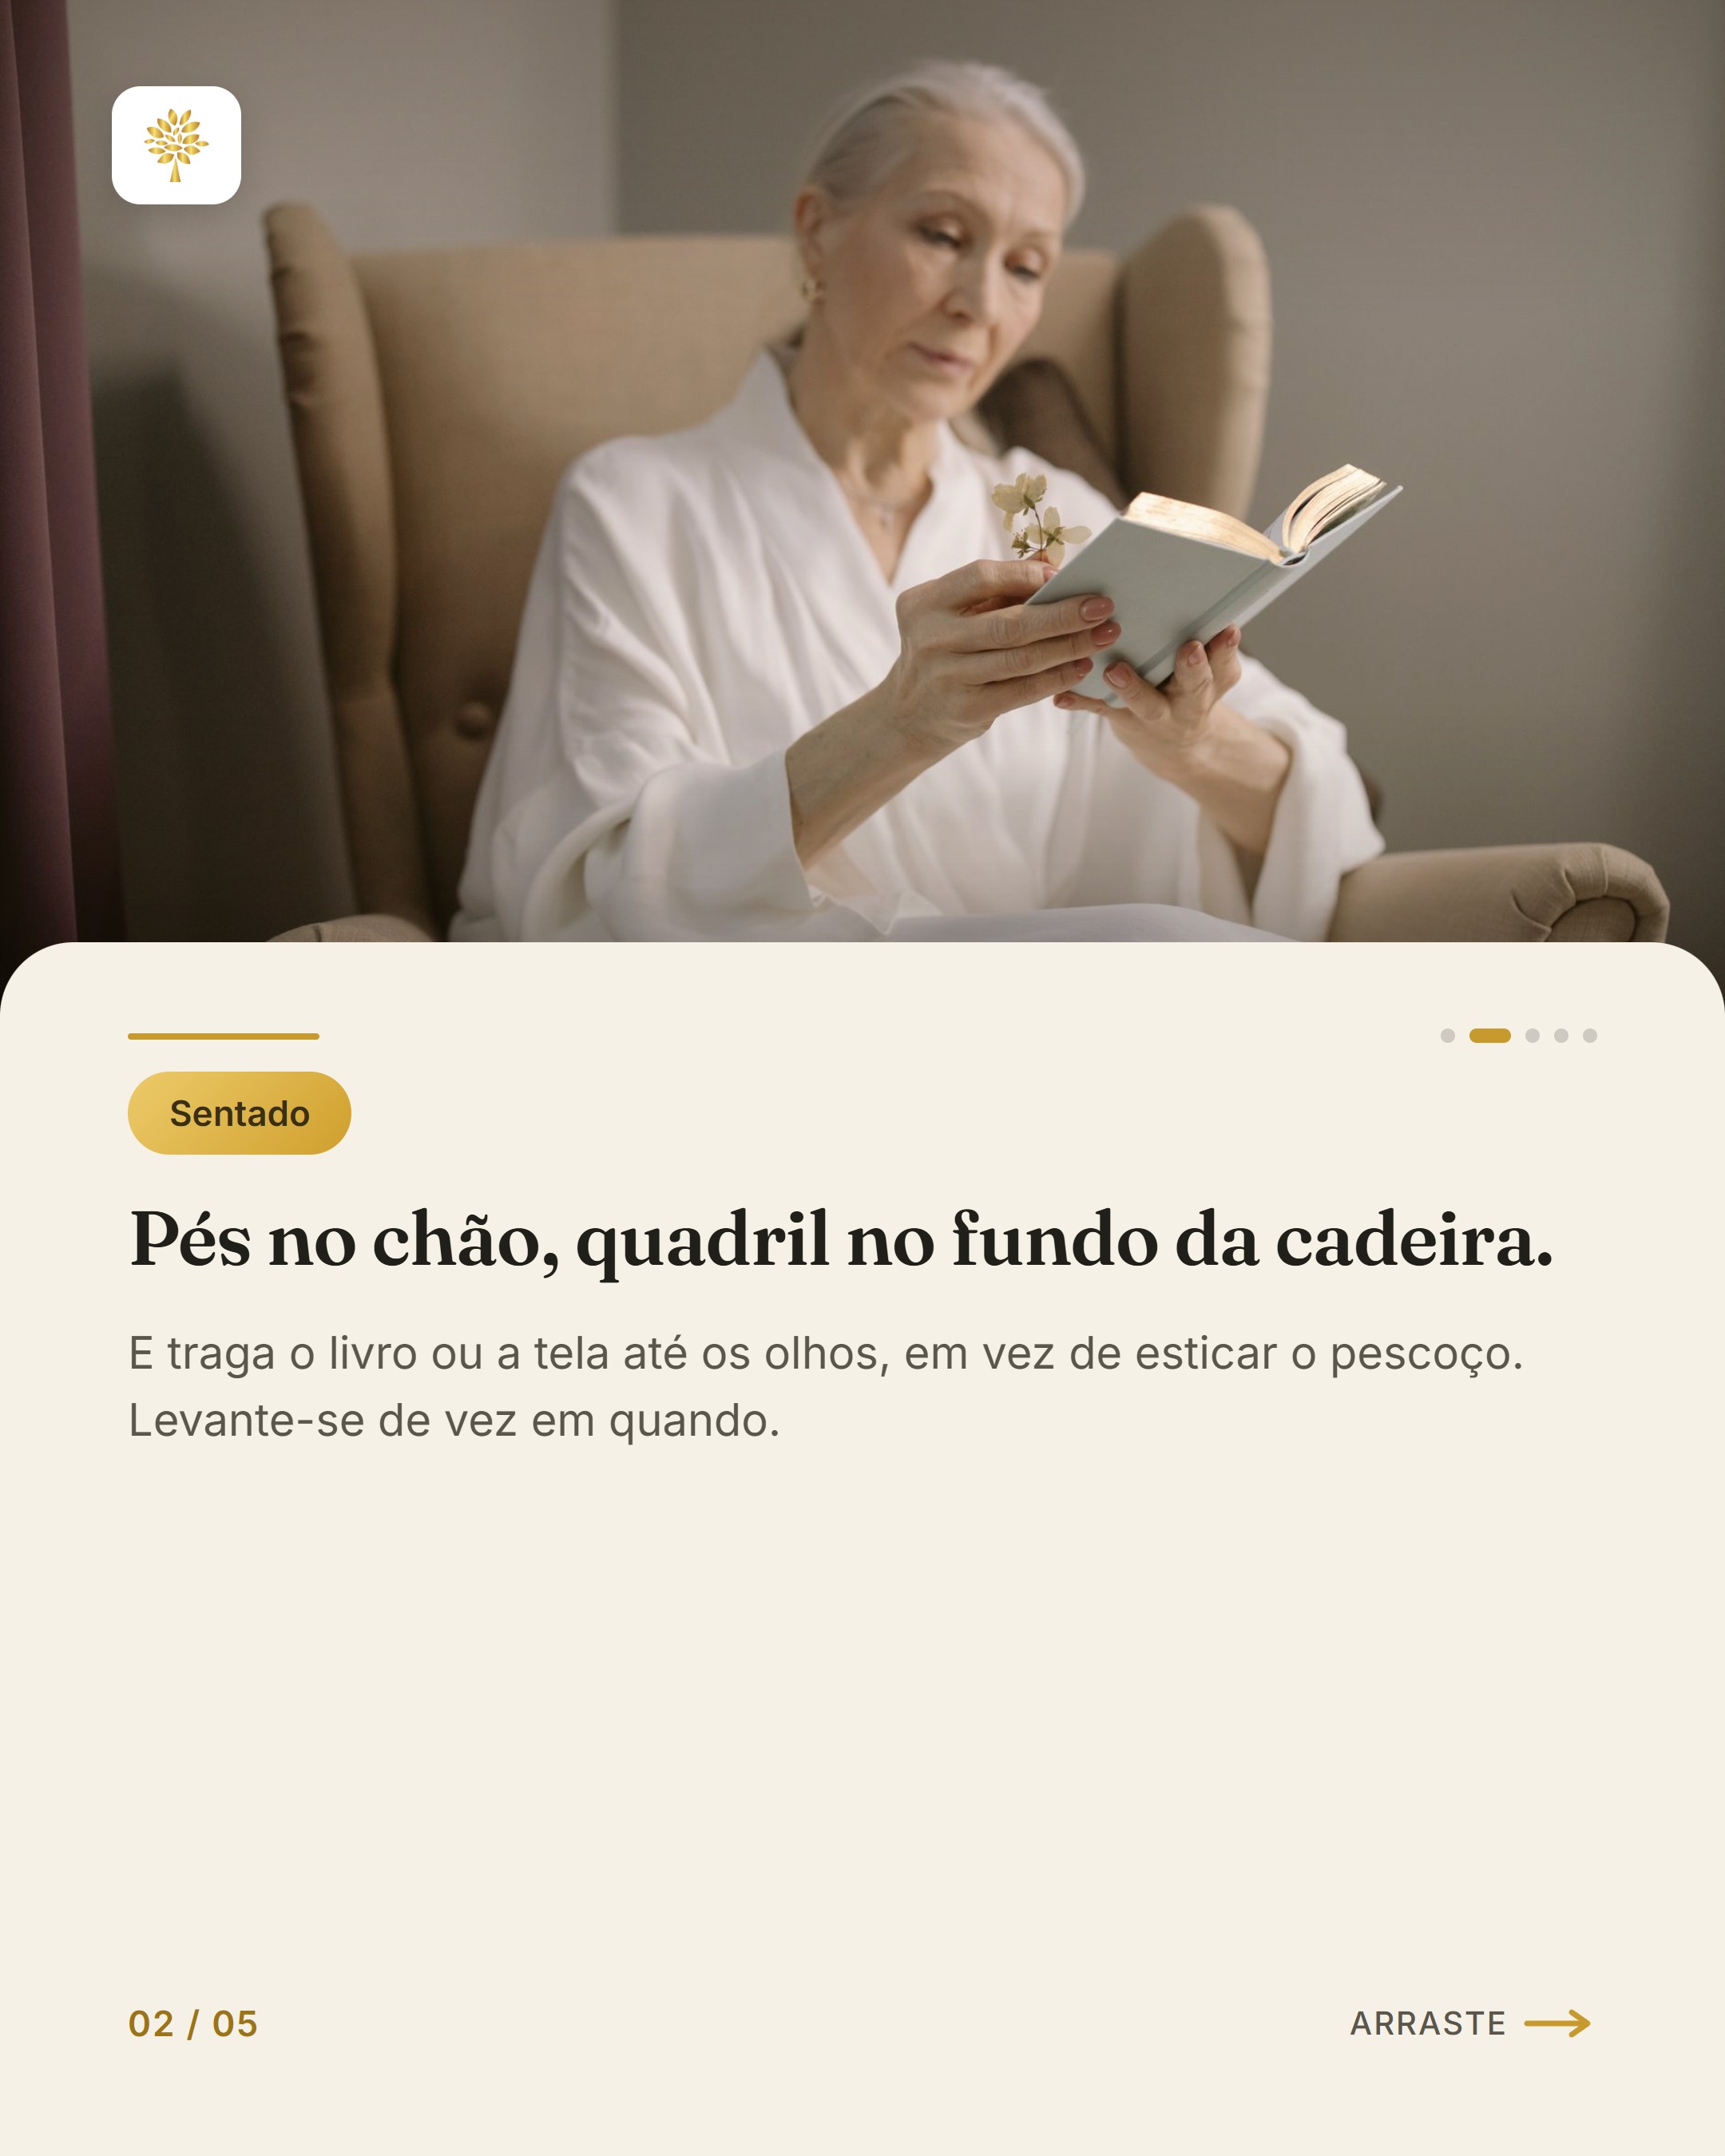 Sentado
Pés no chão, quadril no fundo da cadeira.
E traga o livro ou a tela até os olhos, em vez de esticar o pescoço.
Levante-se de vez em quando.
02 / 05
ARRASTE